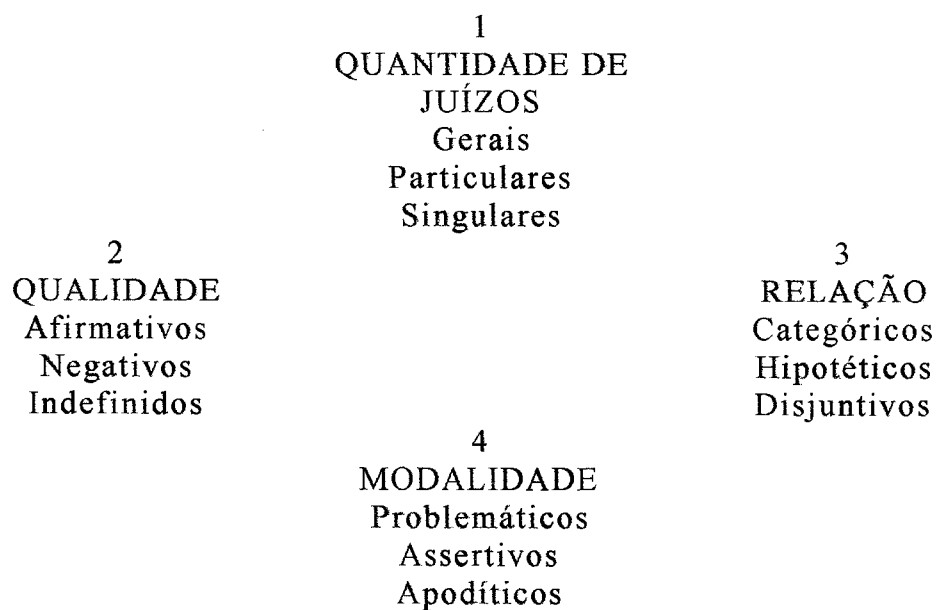 1
QUANTIDADE DE
JUÍZOS
Gerais
Particulares
Singulares
2
QUALIDADE
Afirmativos
Negativos
Indefinidos
3
RELAÇÃO
Categóricos
Hipotéticos
Disjuntivos
4
MODALIDADE
Problemáticos
Assertivos
Apodíticos